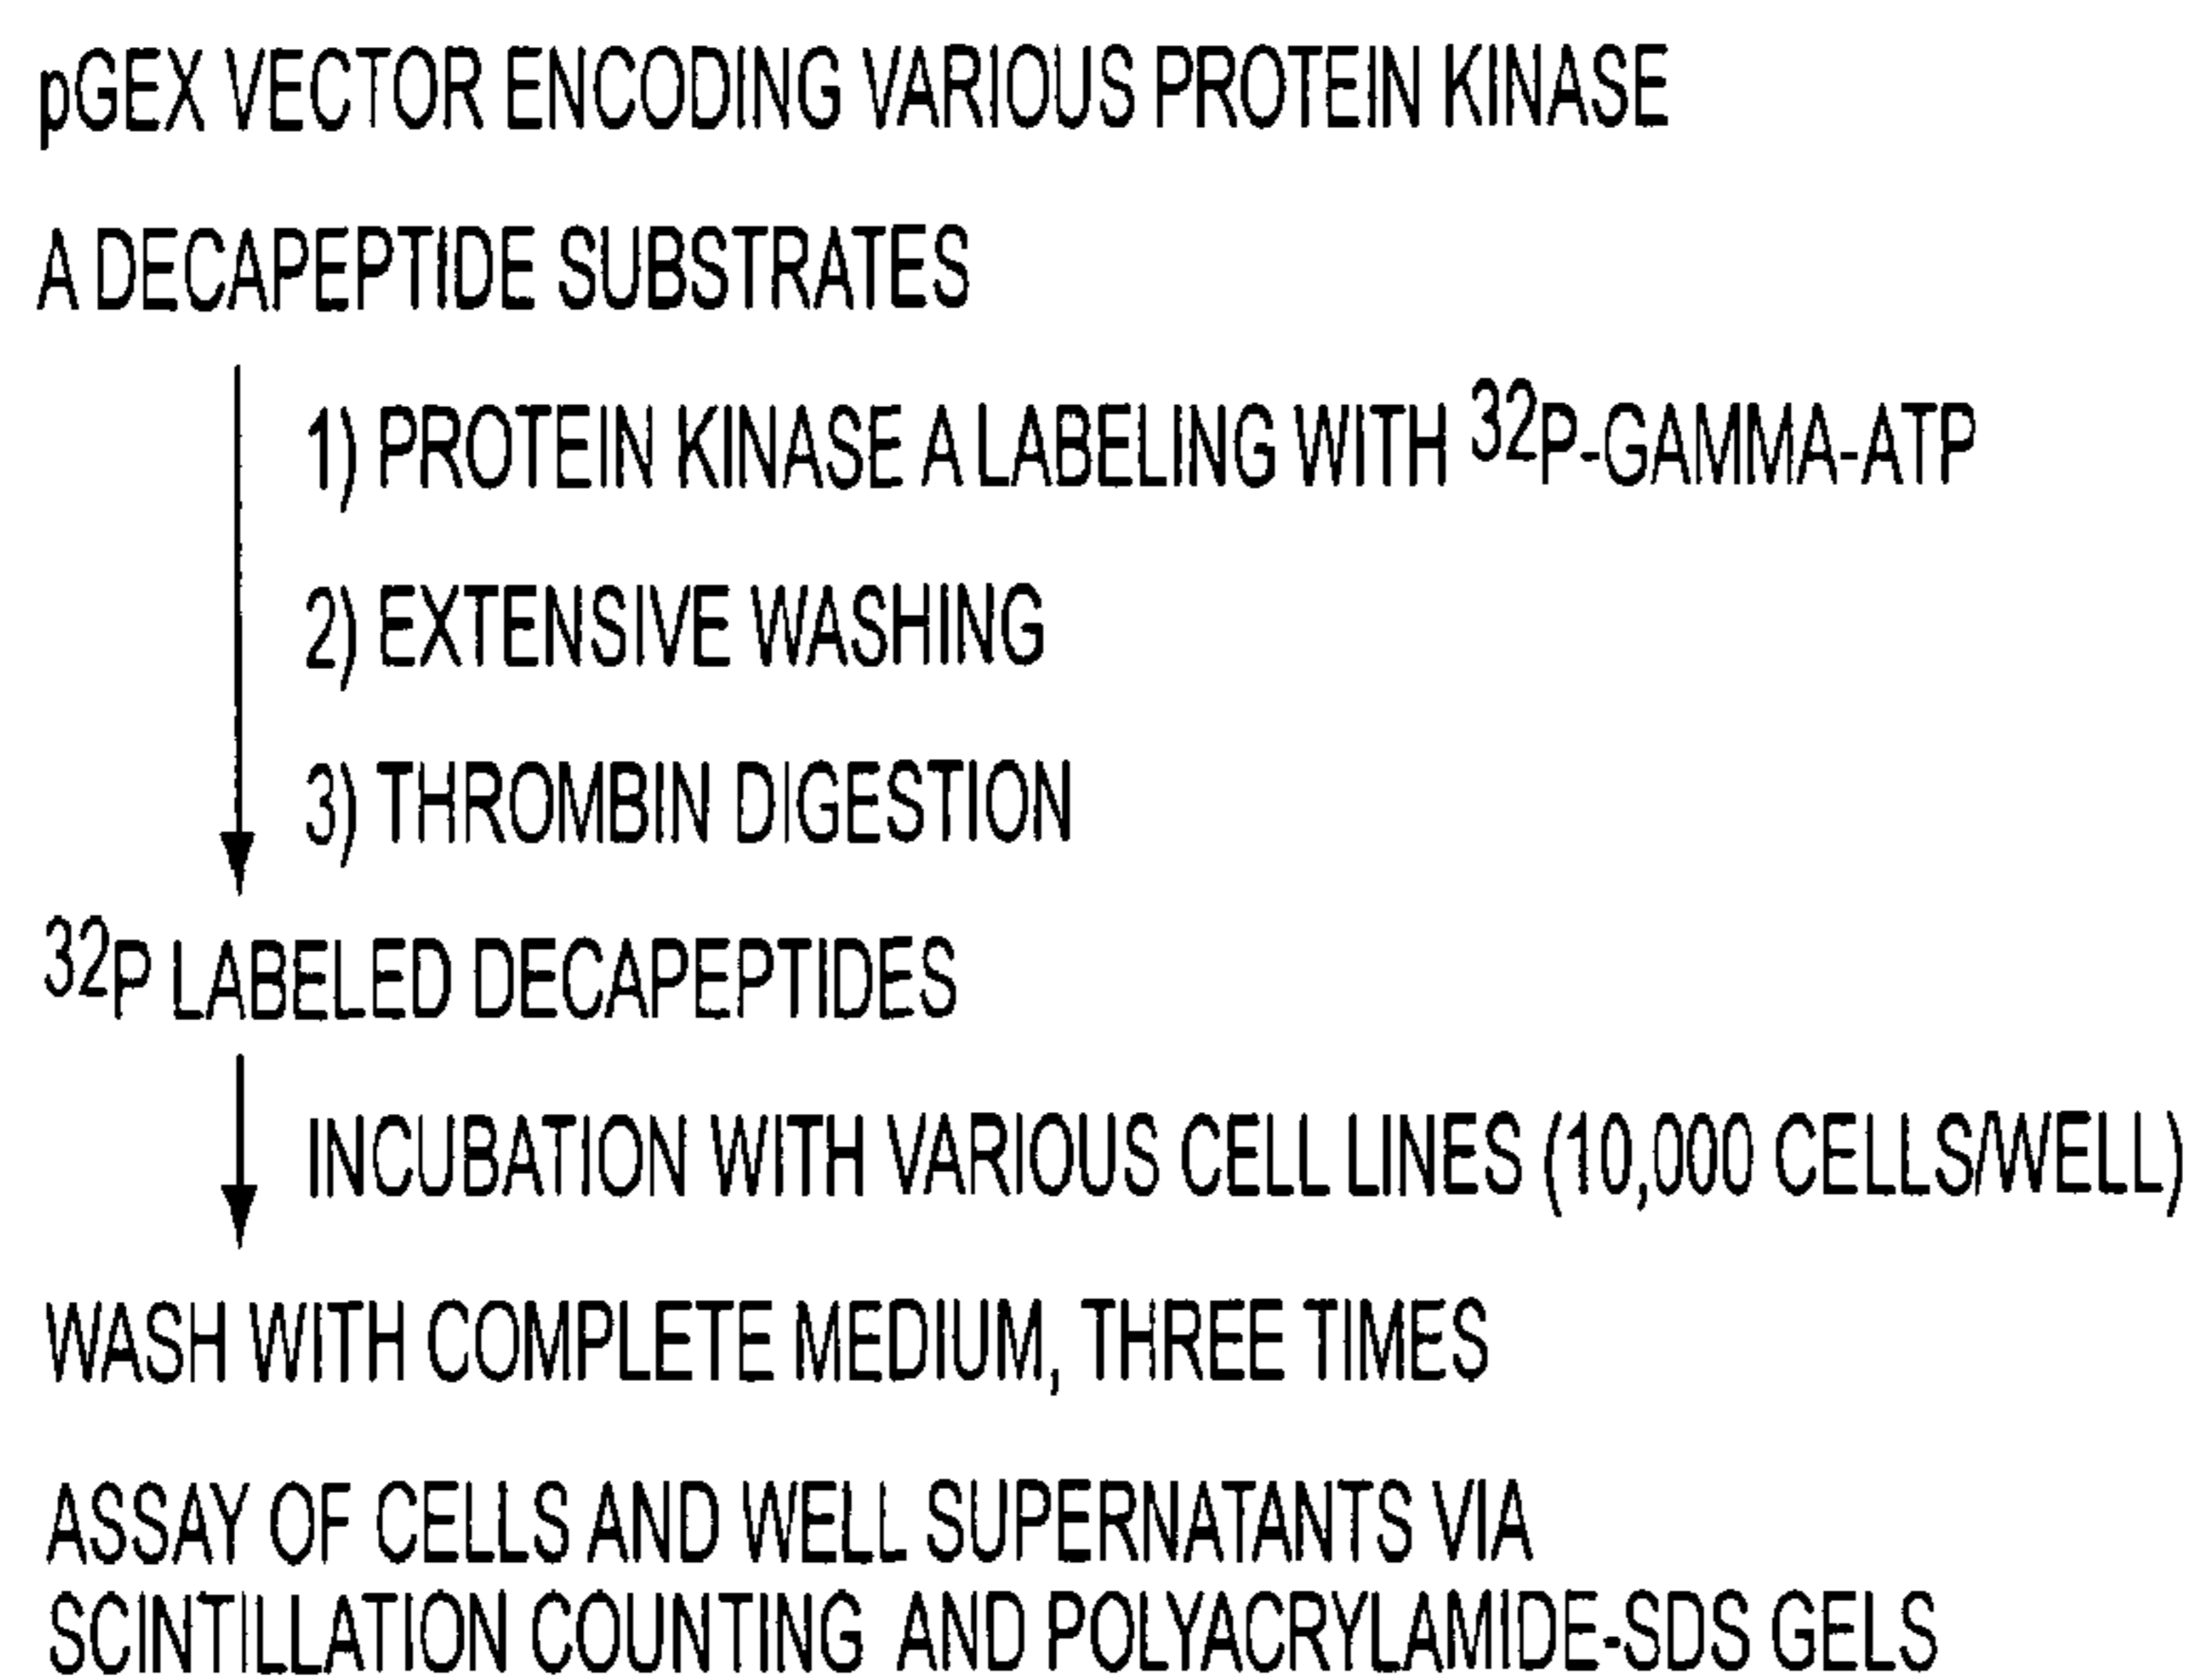 pGEX VECTOR ENCODING VARIOUS PROTEIN KINASE
A DECAPEPTIDE SUBSTRATES
1) PROTEIN KINASE A LABELING WITH ³²P-GAMMA-ATP
2) EXTENSIVE WASHING
3) THROMBIN DIGESTION
³²P LABELED DECAPEPTIDES
INCUBATION WITH VARIOUS CELL LINES (10,000 CELLS/WELL)
WASH WITH COMPLETE MEDIUM, THREE TIMES
ASSAY OF CELLS AND WELL SUPERNATANTS VIA
SCINTILLATION COUNTING AND POLYACRYLAMIDE-SDS GELS